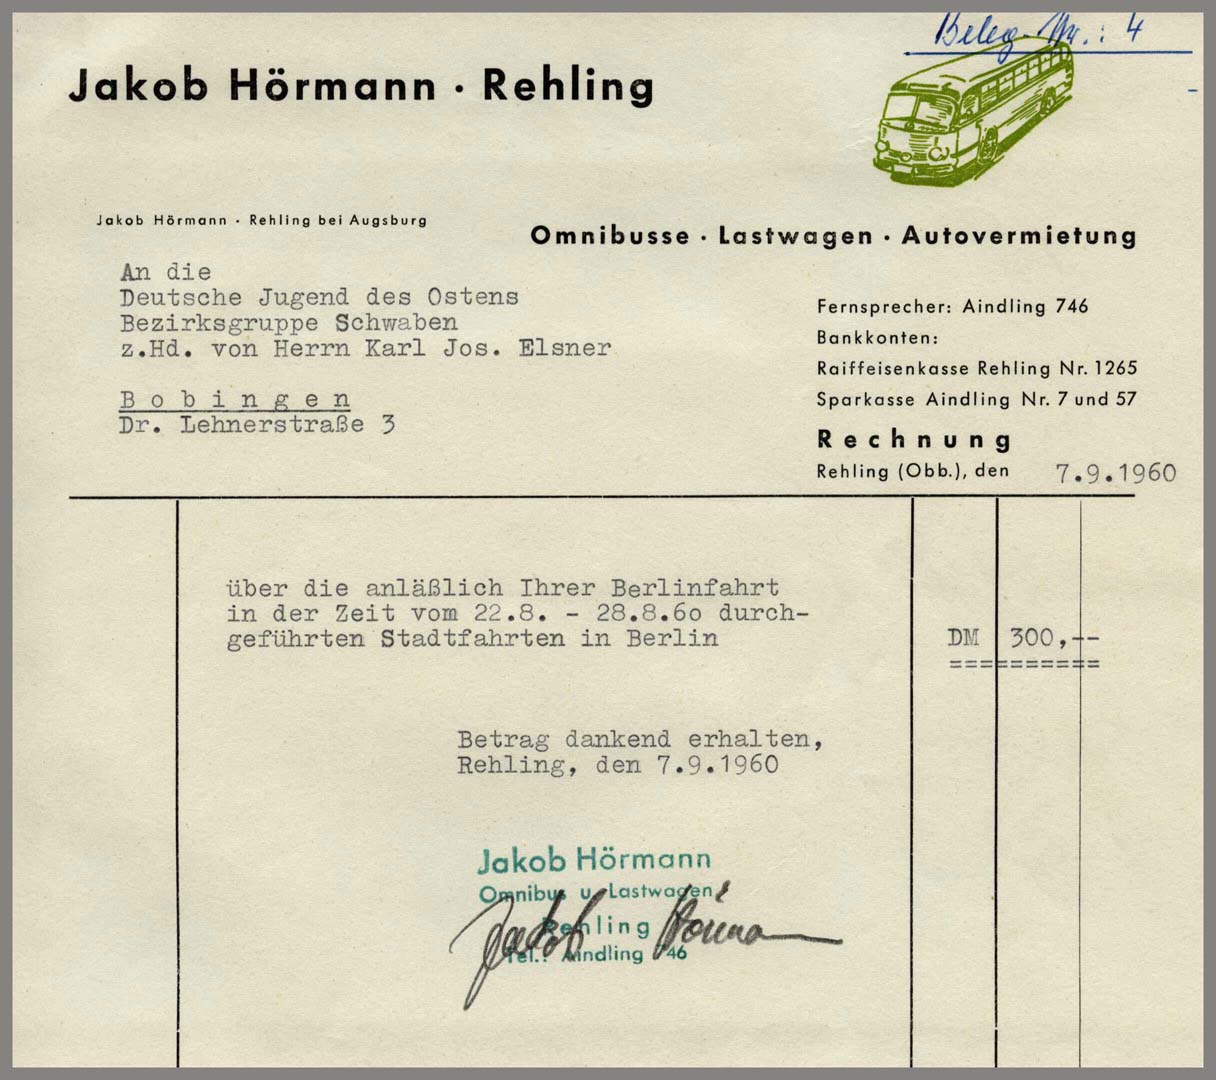 Beleg-Nr.: 4
Jakob Hörmann · Rehling
Jakob Hörmann · Rehling bei Augsburg
Omnibusse · Lastwagen · Autovermietung
An die
Deutsche Jugend des Ostens
Bezirksgruppe Schwaben
z.Hd. von Herrn Karl Jos. Elsner
B o b i n g e n
Dr. Lehnerstraße 3
Fernsprecher: Aindling 746
Bankkonten:
Raiffeisenkasse Rehling Nr. 1265
Sparkasse Aindling Nr. 7 und 57
Rechnung
Rehling (Obb.), den 7.9.1960
über die anläßlich Ihrer Berlinfahrt
in der Zeit vom 22.8. - 28.8.6o durch-
geführten Stadtfahrten in Berlin DM 300,--
==========
Betrag dankend erhalten,
Rehling, den 7.9.1960
Jakob Hörmann
Omnibus u. Lastwagen
Rehling
Tel.: Aindling 746
Jakob Hörmann